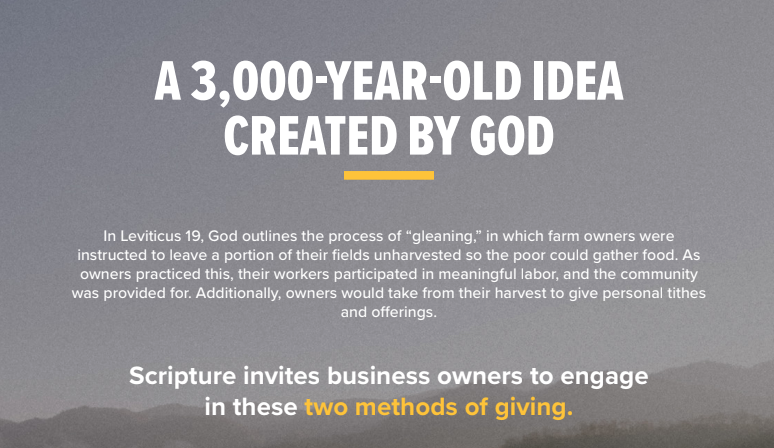 A 3,000-YEAR-OLD IDEA
CREATED BY GOD
In Leviticus 19, God outlines the process of “gleaning,” in which farm owners were
instructed to leave a portion of their fields unharvested so the poor could gather food. As
owners practiced this, their workers participated in meaningful labor, and the community
was provided for. Additionally, owners would take from their harvest to give personal tithes
and offerings.
Scripture invites business owners to engage
in these two methods of giving.